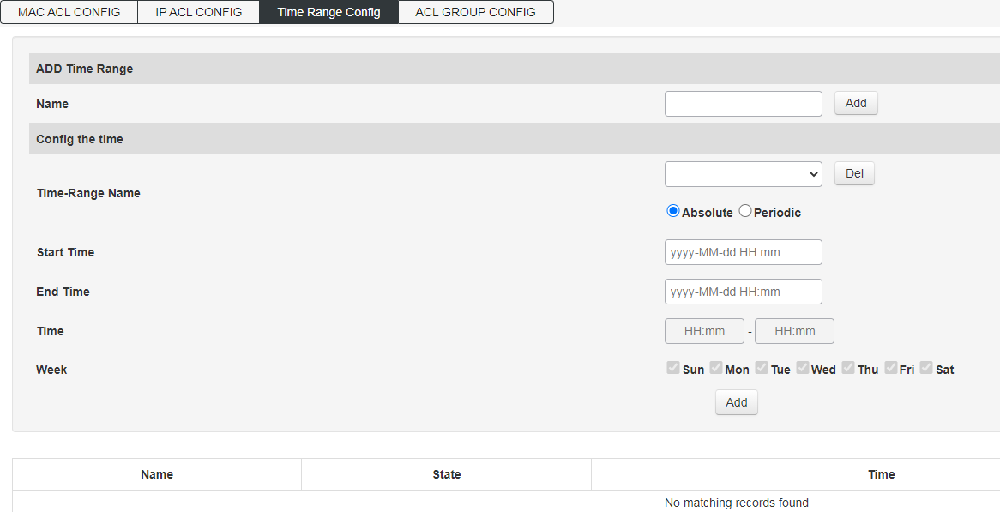 MAC ACL CONFIG IP ACL CONFIG Time Range Config ACL GROUP CONFIG
ADD Time Range
Name Add
Config the time
Time-Range Name Del
Absolute Periodic
Start Time yyyy-MM-dd HH:mm
End Time yyyy-MM-dd HH:mm
Time HH:mm - HH:mm
Week Sun Mon Tue Wed Thu Fri Sat
Add
Name State Time
No matching records found